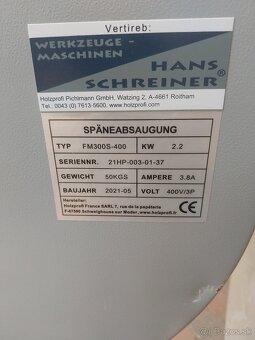 Vertrieb:
WERKZEUGE HANS
MASCHINEN SCHREINER®
Holzprofi Pichlmann GmbH, Watzing 2, A-4661 Roitham
Tel.: 0043 (0) 7613 5600 www.holzprofi.com
SPÄNEABSAUGUNG
TYP FM300S-400 KW 2.2
SERIENNR. 21HP-003-01-37
GEWICHT 50KGS AMPERE 3.8A
BAUJAHR 2021-05 VOLT 400V/3P
Hersteller:
Holzprofi France SARL 7, rue de la papeterie
F-67590 Schweighouse sur Moder, www.holzprofi.fr